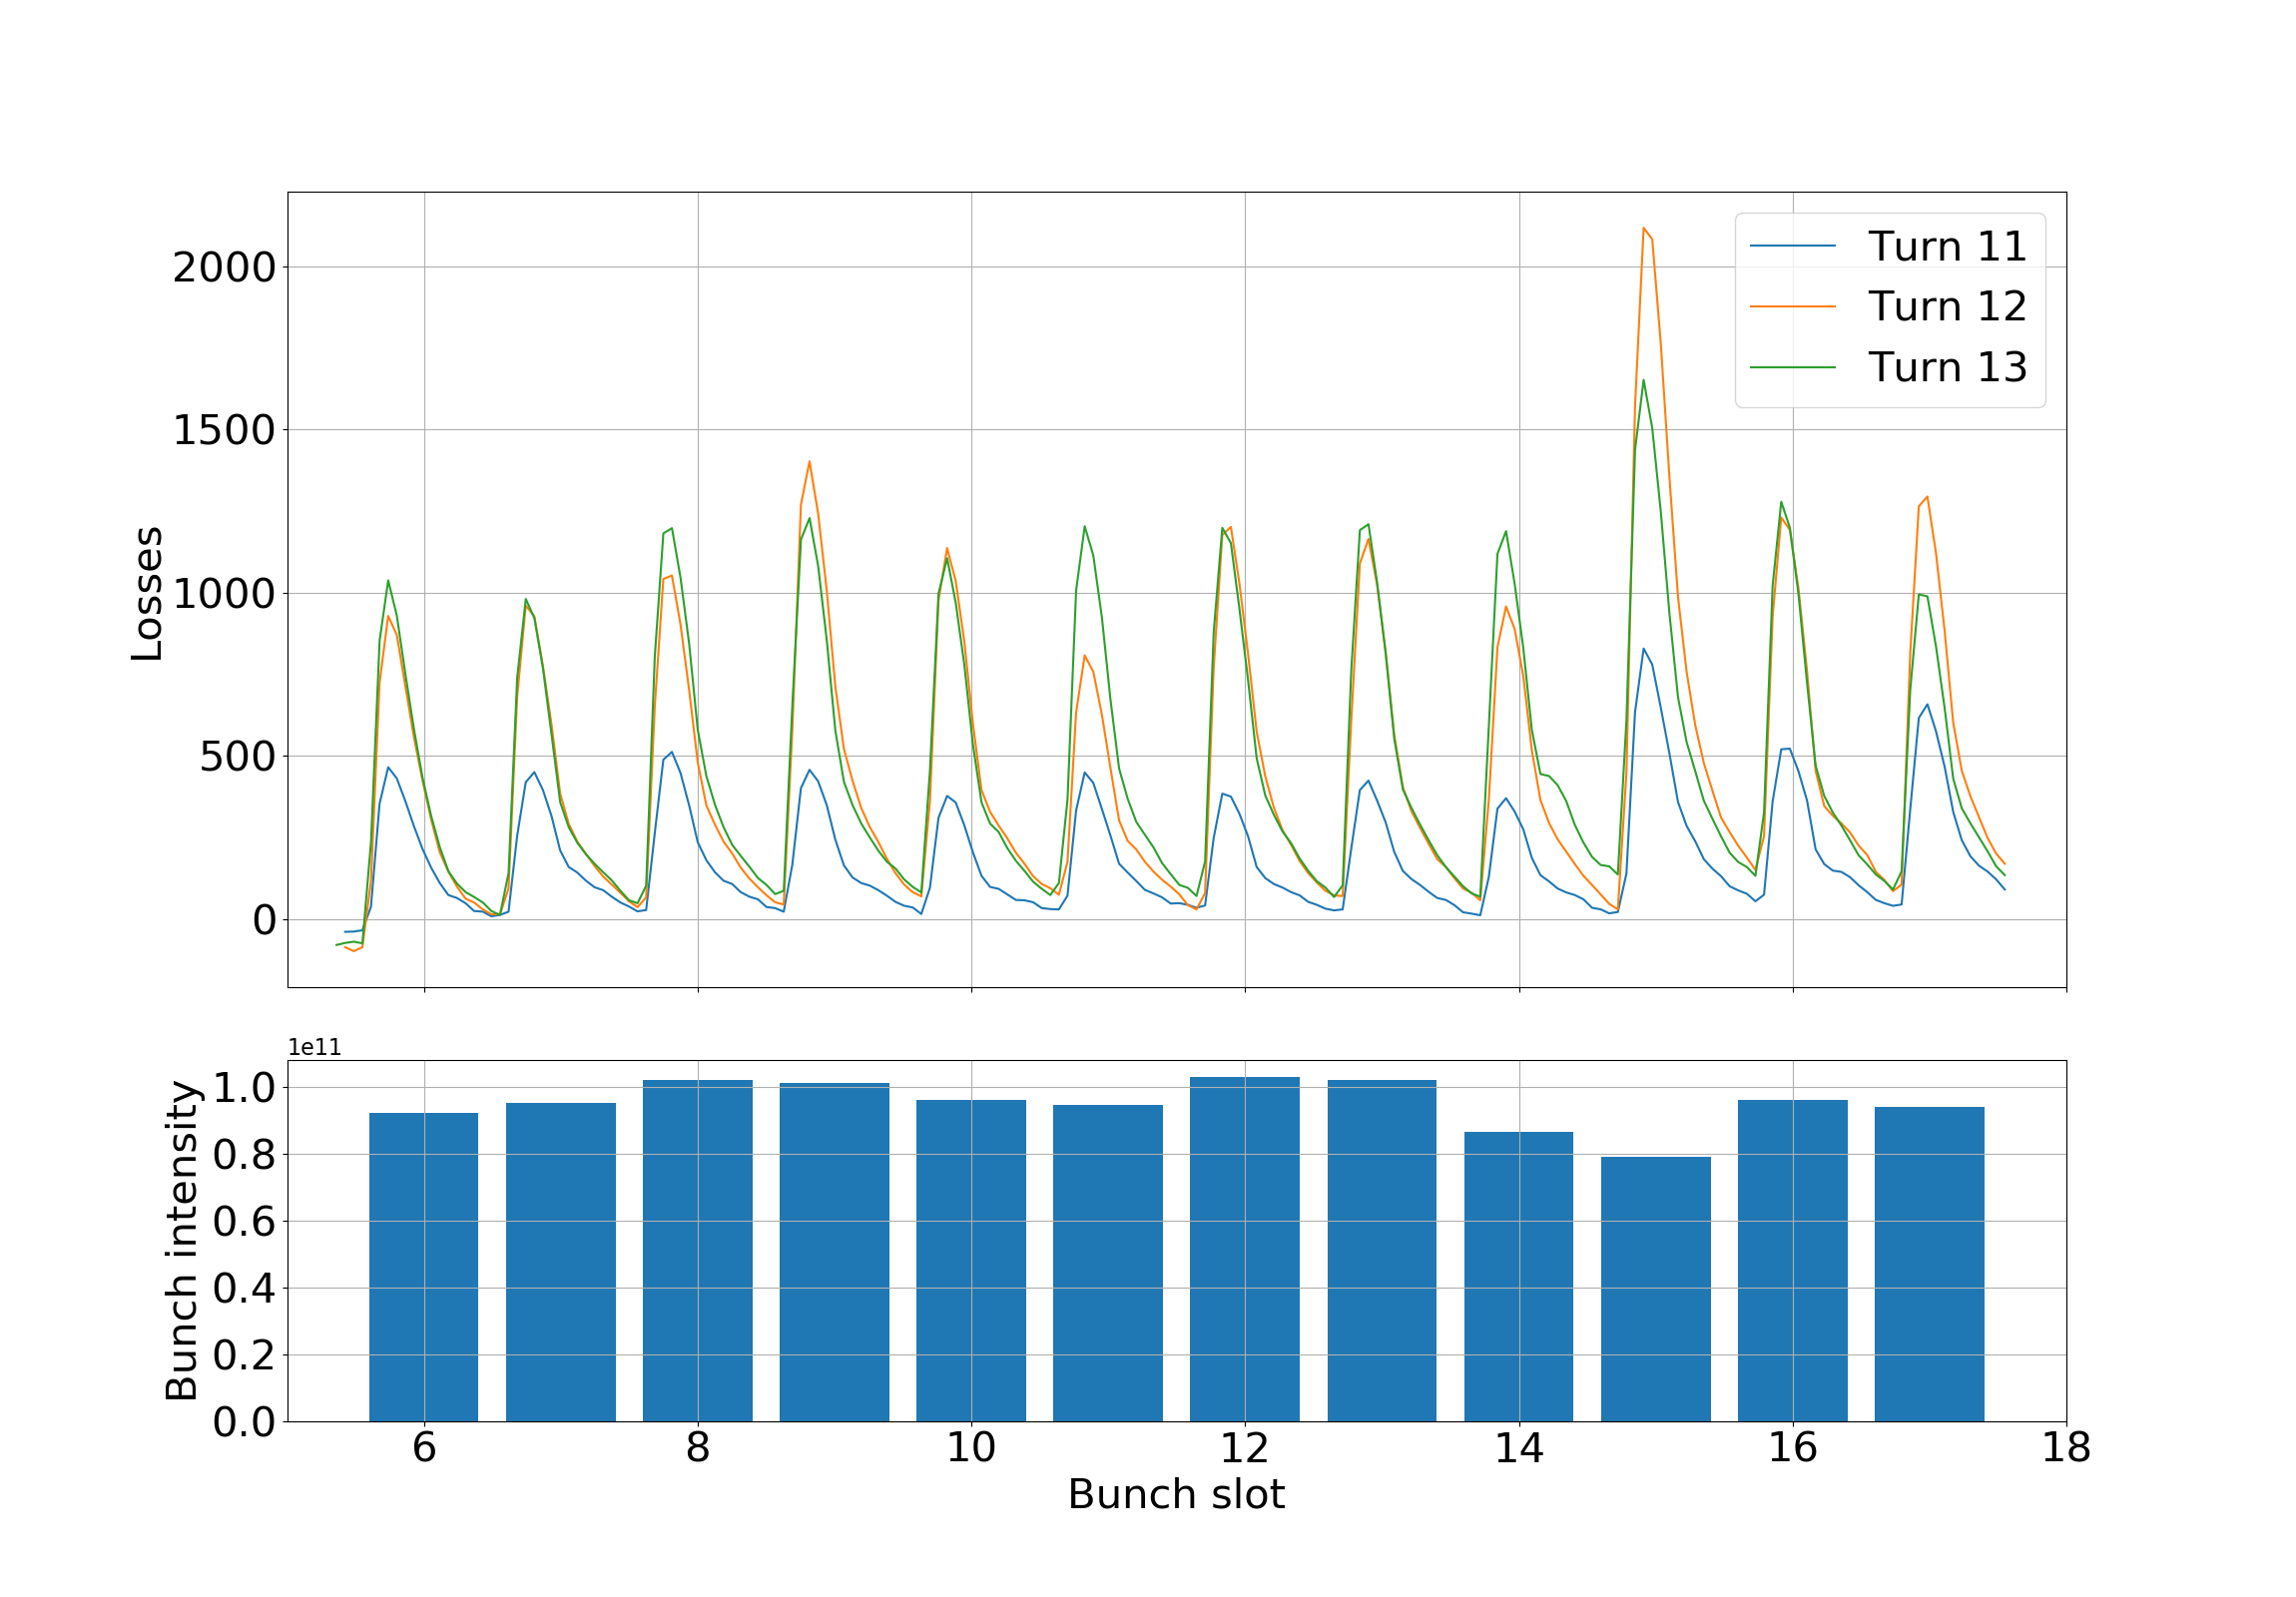 Losses
2000
1500
1000
500
0
Turn 11
Turn 12
Turn 13
1e11
Bunch intensity
1.0
0.8
0.6
0.4
0.2
0.0
6 8 10 12 14 16 18
Bunch slot